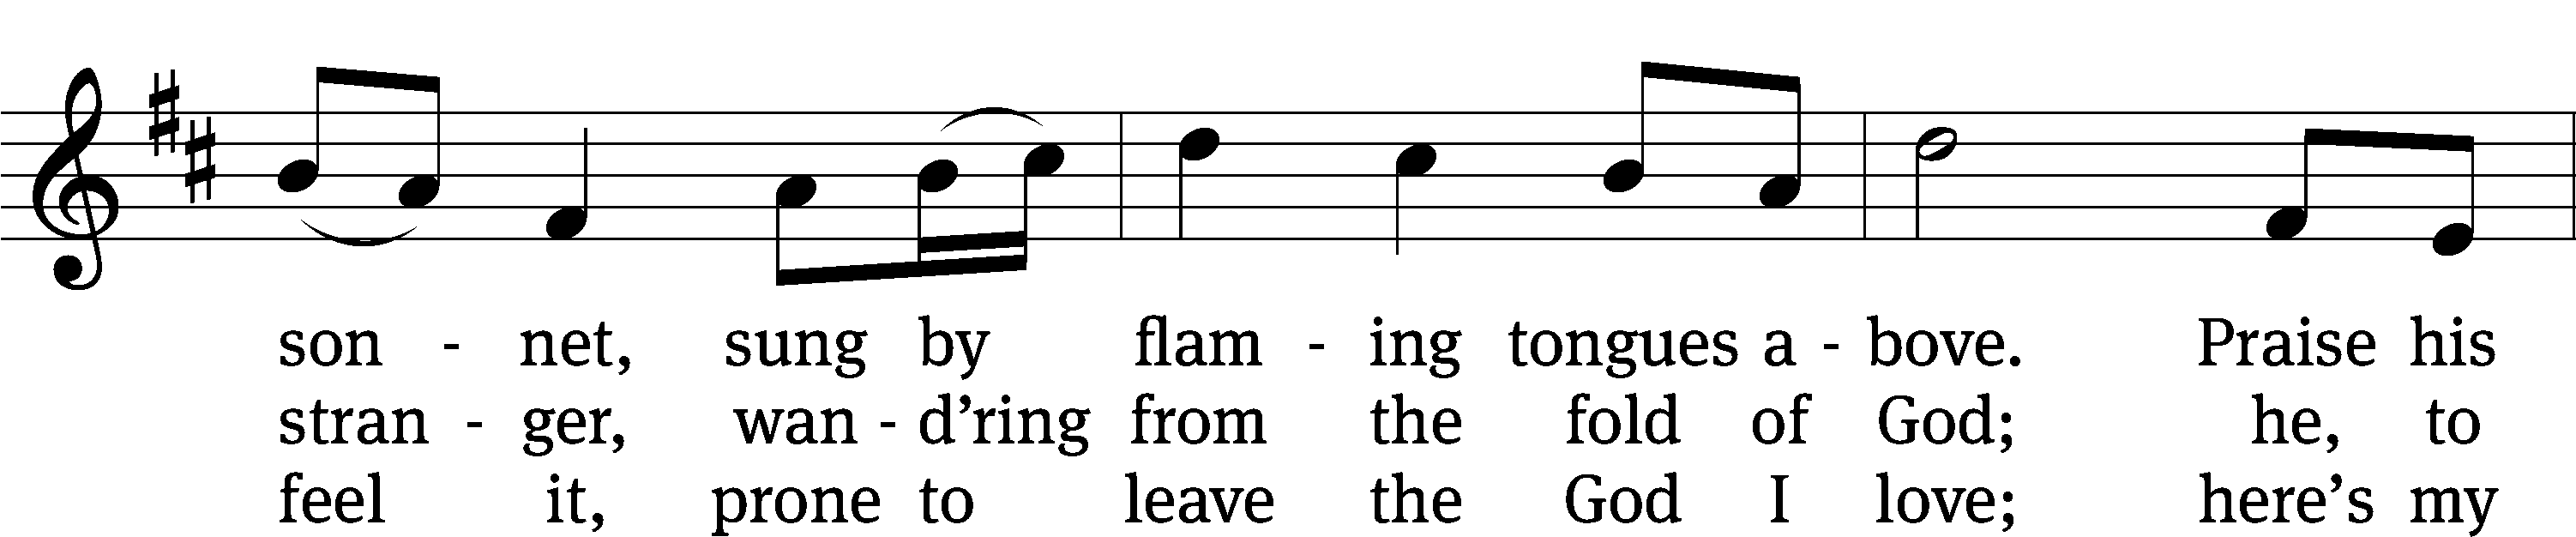 son - net, sung by flam - ing tongues a - bove. Praise his
stran - ger, wan - d’ring from the fold of God; he, to
feel it, prone to leave the God I love; here’s my